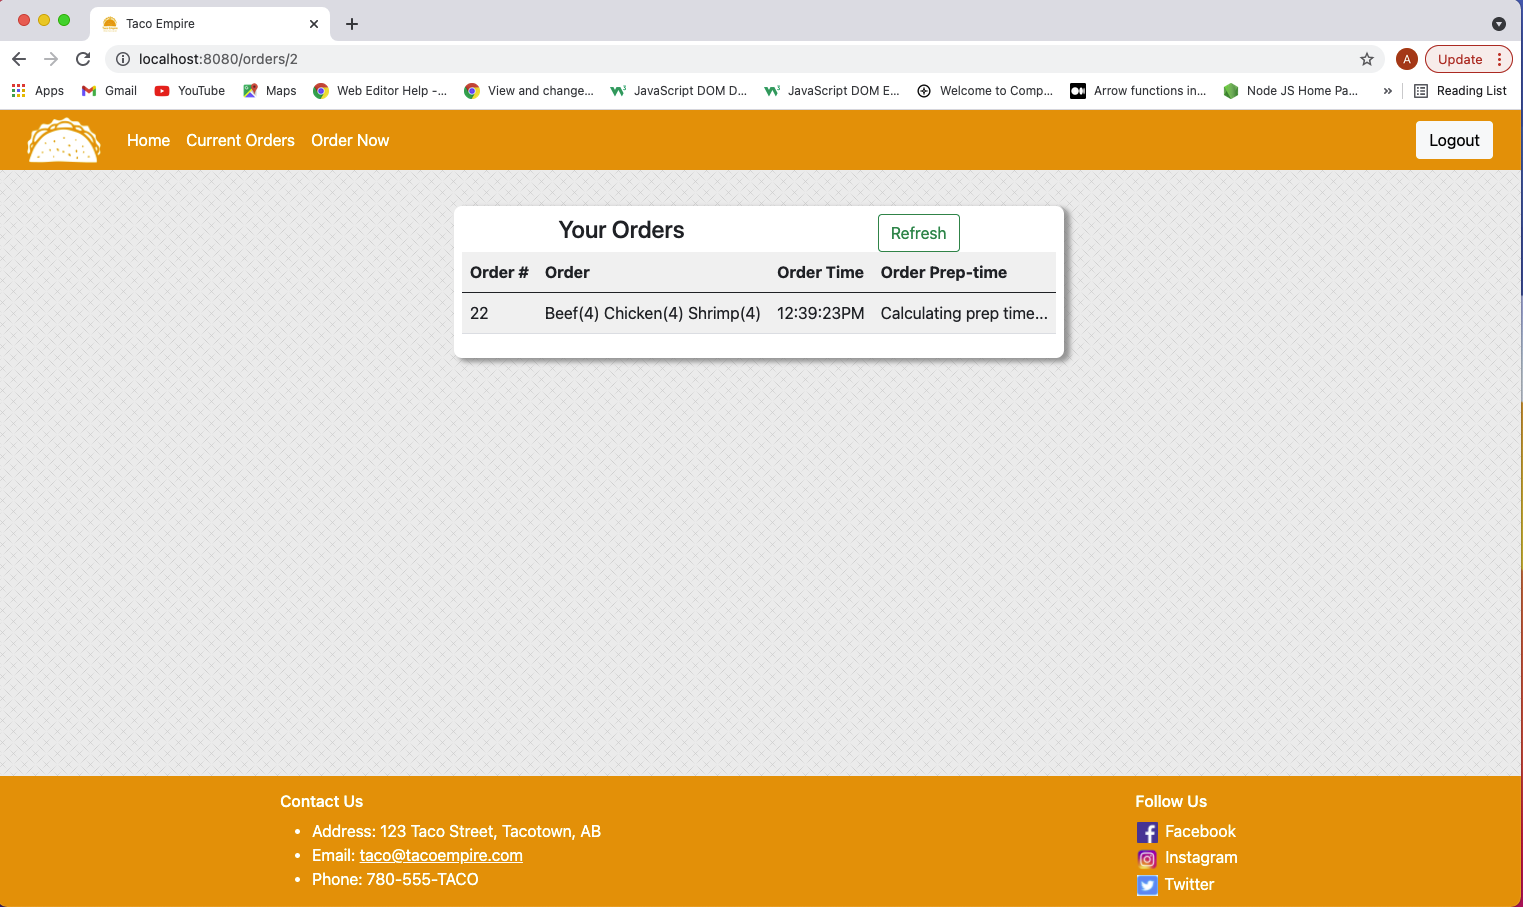 Taco Empire
localhost:8080/orders/2
A
Update
Apps Gmail YouTube Maps Web Editor Help -... View and change... JavaScript DOM D... JavaScript DOM E... Welcome to Comp... Arrow functions in... Node JS Home Pa... » Reading List
Home Current Orders Order Now Logout
Your Orders
Refresh
Order # Order Order Time Order Prep-time
22 Beef(4) Chicken(4) Shrimp(4) 12:39:23PM Calculating prep time...
Contact Us
• Address: 123 Taco Street, Tacotown, AB
• Email: taco@tacoempire.com
• Phone: 780-555-TACO
Follow Us
Facebook
Instagram
Twitter